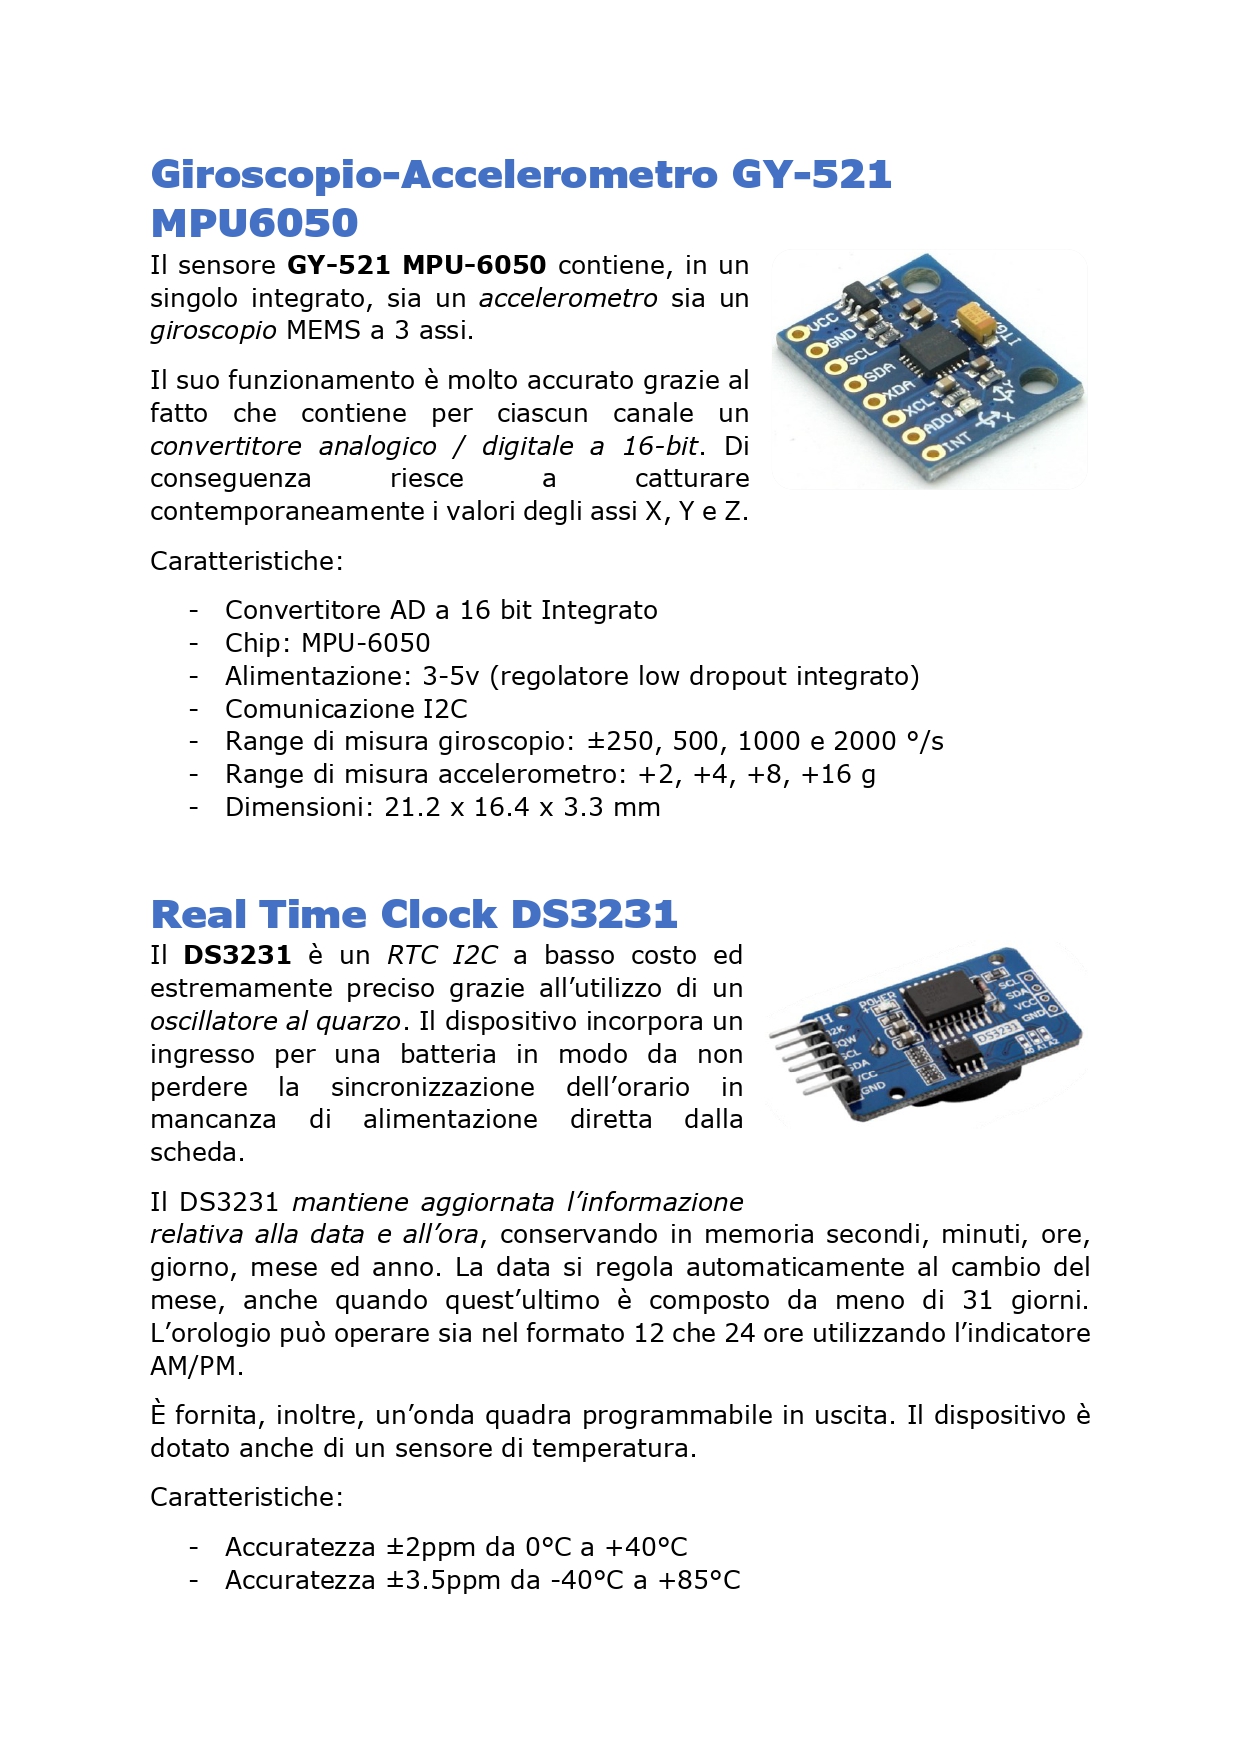 Giroscopio-Accelerometro GY-521
MPU6050
Il sensore GY-521 MPU-6050 contiene, in un
singolo integrato, sia un accelerometro sia un
giroscopio MEMS a 3 assi.
VCC
GND
SCL
SDA
XDA
XCL
ADO
INT
ITG/MPU
Y
X
Il suo funzionamento è molto accurato grazie al
fatto che contiene per ciascun canale un
convertitore analogico / digitale a 16-bit. Di
conseguenza riesce a catturare
contemporaneamente i valori degli assi X, Y e Z.
Caratteristiche:
- Convertitore AD a 16 bit Integrato
- Chip: MPU-6050
- Alimentazione: 3-5v (regolatore low dropout integrato)
- Comunicazione I2C
- Range di misura giroscopio: ±250, 500, 1000 e 2000 °/s
- Range di misura accelerometro: +2, +4, +8, +16 g
- Dimensioni: 21.2 x 16.4 x 3.3 mm
Real Time Clock DS3231
Il DS3231 è un RTC I2C a basso costo ed
estremamente preciso grazie all’utilizzo di un
oscillatore al quarzo. Il dispositivo incorpora un
ingresso per una batteria in modo da non
perdere la sincronizzazione dell’orario in
mancanza di alimentazione diretta dalla
scheda.
POWER
32K
SQW
SCL
SDA
VCC
GND
DS3231
SCL
SDA
VCC
GND
A0 A1 A2
Il DS3231 mantiene aggiornata l’informazione
relativa alla data e all’ora, conservando in memoria secondi, minuti, ore,
giorno, mese ed anno. La data si regola automaticamente al cambio del
mese, anche quando quest’ultimo è composto da meno di 31 giorni.
L’orologio può operare sia nel formato 12 che 24 ore utilizzando l’indicatore
AM/PM.
È fornita, inoltre, un’onda quadra programmabile in uscita. Il dispositivo è
dotato anche di un sensore di temperatura.
Caratteristiche:
- Accuratezza ±2ppm da 0°C a +40°C
- Accuratezza ±3.5ppm da -40°C a +85°C